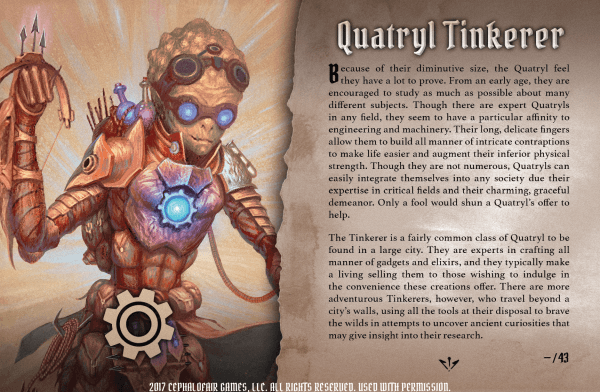 Quatryl Tinkerer
Because of their diminutive size, the Quatryl feel
they have a lot to prove. From an early age, they are
encouraged to study as much as possible about many
different subjects. Though there are expert Quatryls
in any field, they seem to have a particular affinity to
engineering and machinery. Their long, delicate fingers
allow them to build all manner of intricate contraptions
to make life easier and augment their inferior physical
strength. Though they are not numerous, Quatryls can
easily integrate themselves into any society due their
expertise in critical fields and their charming, graceful
demeanor. Only a fool would shun a Quatryl's offer to
help.
The Tinkerer is a fairly common class of Quatryl to be
found in a large city. They are experts in crafting all
manner of gadgets and elixirs, and they typically make
a living selling them to those wishing to indulge in
the convenience these creations offer. There are more
adventurous Tinkerers, however, who travel beyond a
city's walls, using all the tools at their disposal to brave
the wilds in attempts to uncover ancient curiosities that
may give insight into their research.
–/43
2017 CEPHALOFAIR GAMES, LLC. ALL RIGHTS RESERVED. USED WITH PERMISSION.